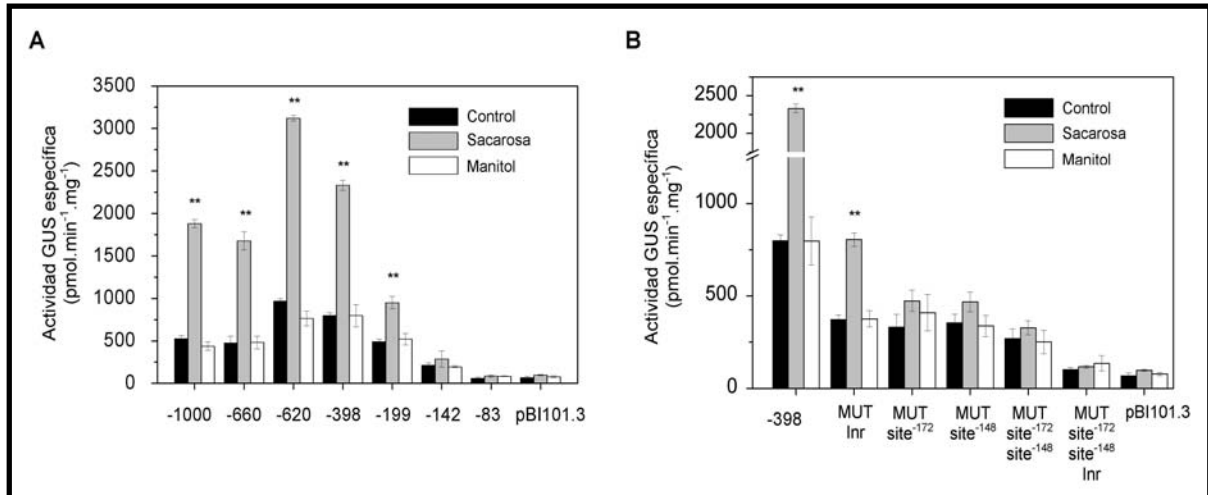 A
Actividad GUS específica
(pmol.min⁻¹.mg⁻¹)
3500
3000
2500
2000
1500
1000
500
0
Control
Sacarosa
Manitol
**
**
**
**
**
-1000 -660 -620 -398 -199 -142 -83 pBI101.3
B
Actividad GUS específica
(pmol.min⁻¹.mg⁻¹)
2500
2000
1000
500
0
Control
Sacarosa
Manitol
**
**
-398
MUT
Inr
MUT
site⁻¹⁷²
MUT
site⁻¹⁴⁸
MUT
site⁻¹⁷²
site⁻¹⁴⁸
MUT
site⁻¹⁷²
site⁻¹⁴⁸
Inr
pBI101.3